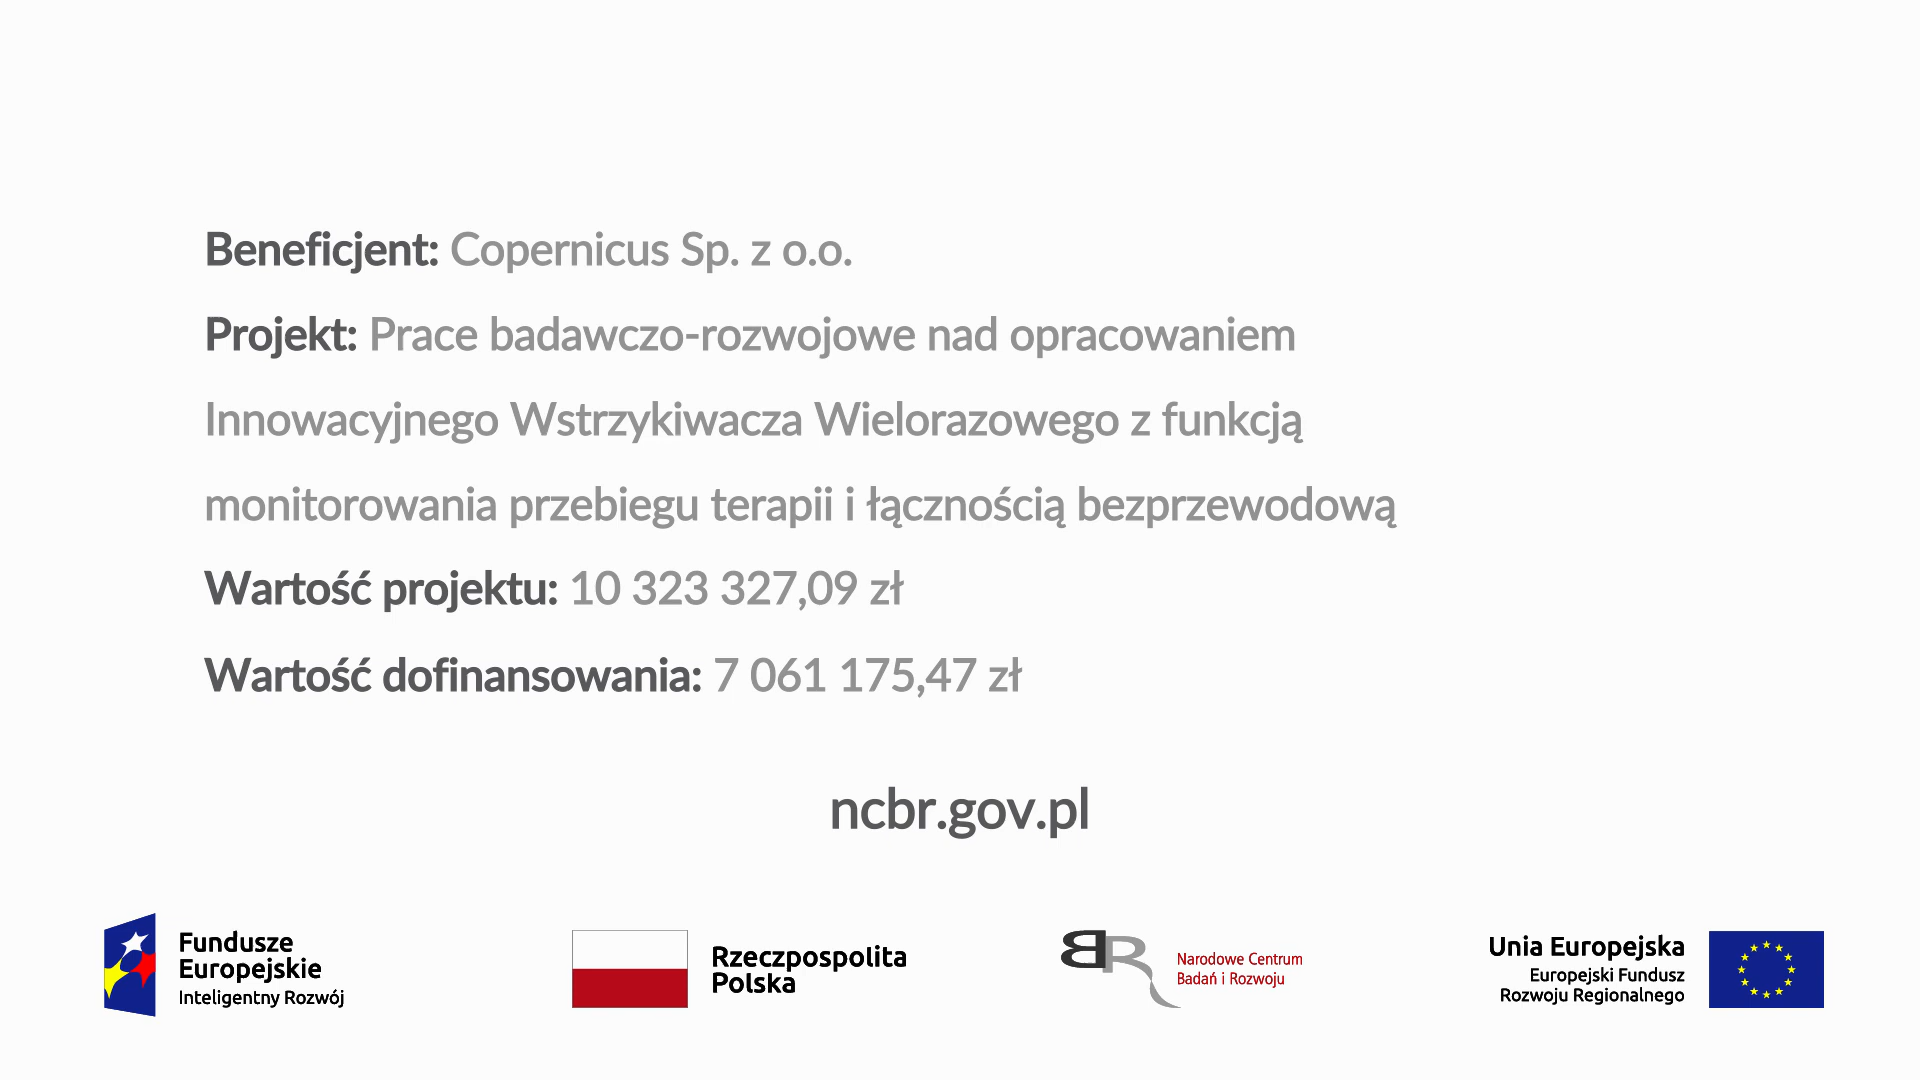 Beneficjent: Copernicus Sp. z o.o.
Projekt: Prace badawczo-rozwojowe nad opracowaniem
Innowacyjnego Wstrzykiwacza Wielorazowego z funkcją
monitorowania przebiegu terapii i łącznością bezprzewodową
Wartość projektu: 10 323 327,09 zł
Wartość dofinansowania: 7 061 175,47 zł
ncbr.gov.pl
Fundusze
Europejskie
Inteligentny Rozwój
Rzeczpospolita
Polska
BR
Narodowe Centrum
Badań i Rozwoju
Unia Europejska
Europejski Fundusz
Rozwoju Regionalnego